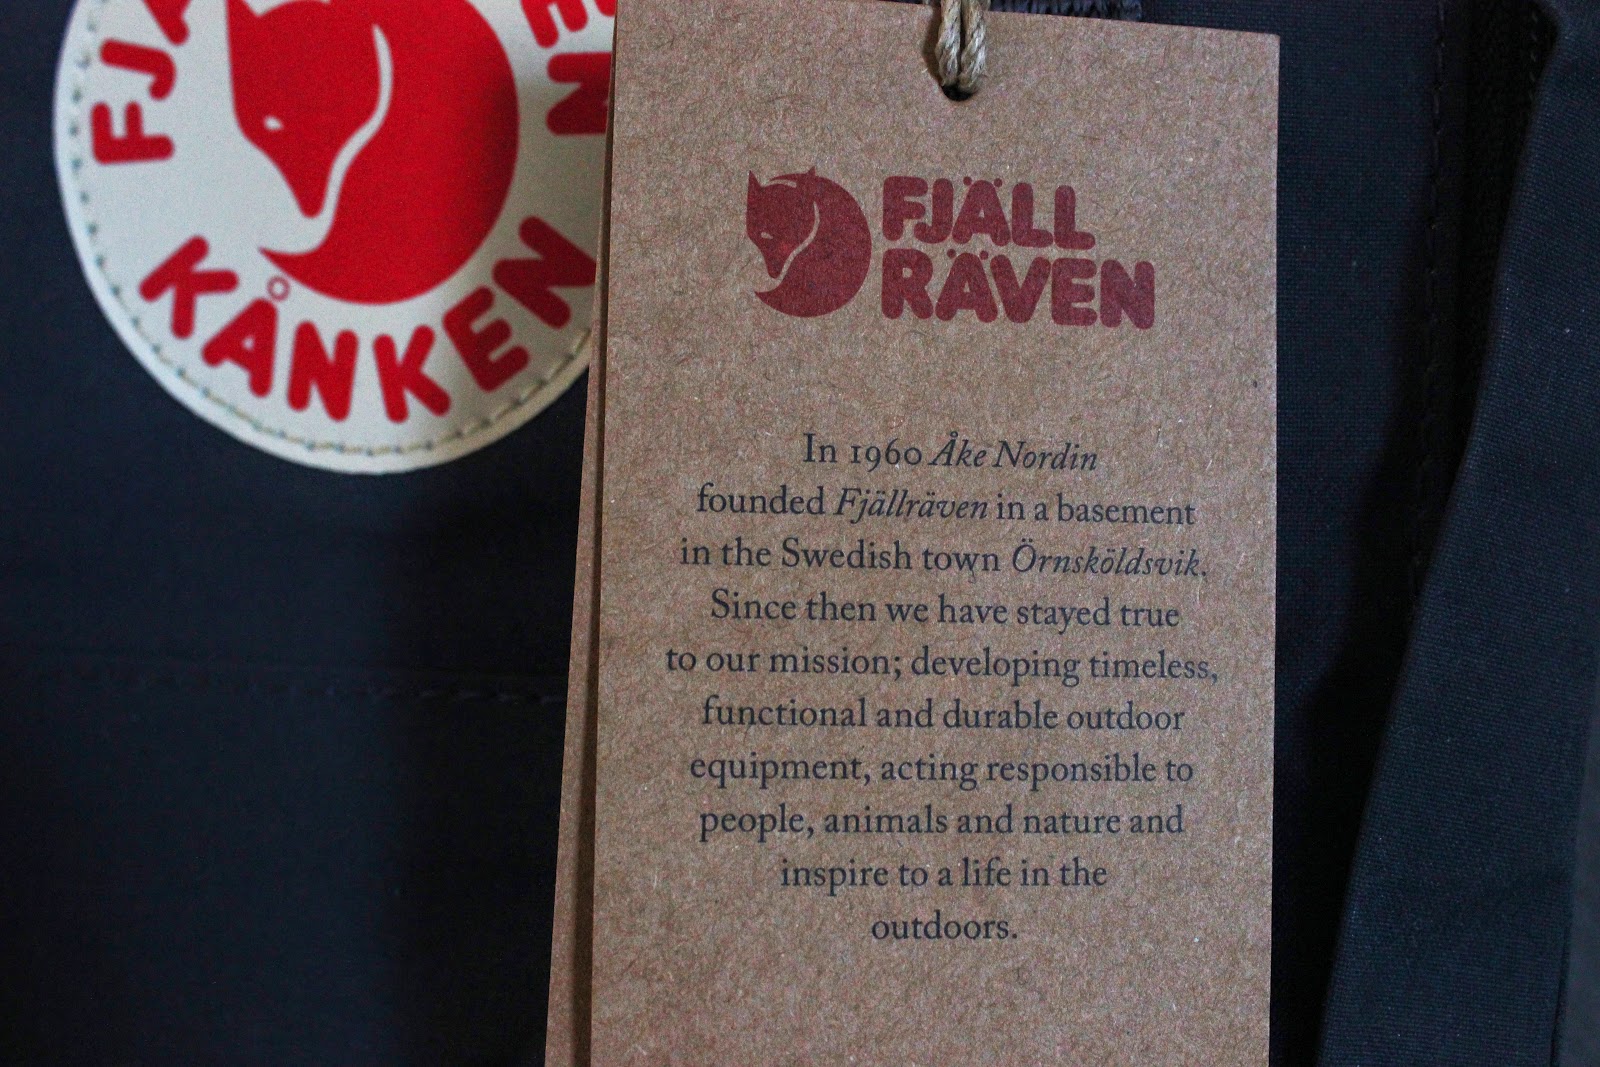 KÅNKEN
FJÄLL
RÄVEN
In 1960 Åke Nordin
founded Fjällräven in a basement
in the Swedish town Örnsköldsvik.
Since then we have stayed true
to our mission; developing timeless,
functional and durable outdoor
equipment, acting responsible to
people, animals and nature and
inspire to a life in the
outdoors.